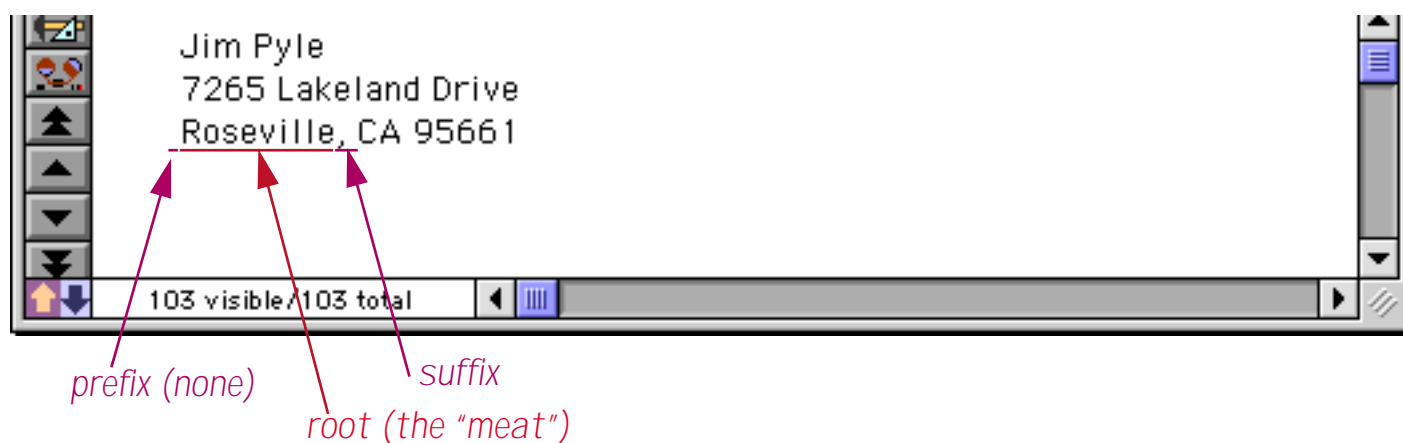 Jim Pyle
7265 Lakeland Drive
Roseville, CA 95661
103 visible/103 total
prefix (none)
suffix
root (the “meat”)